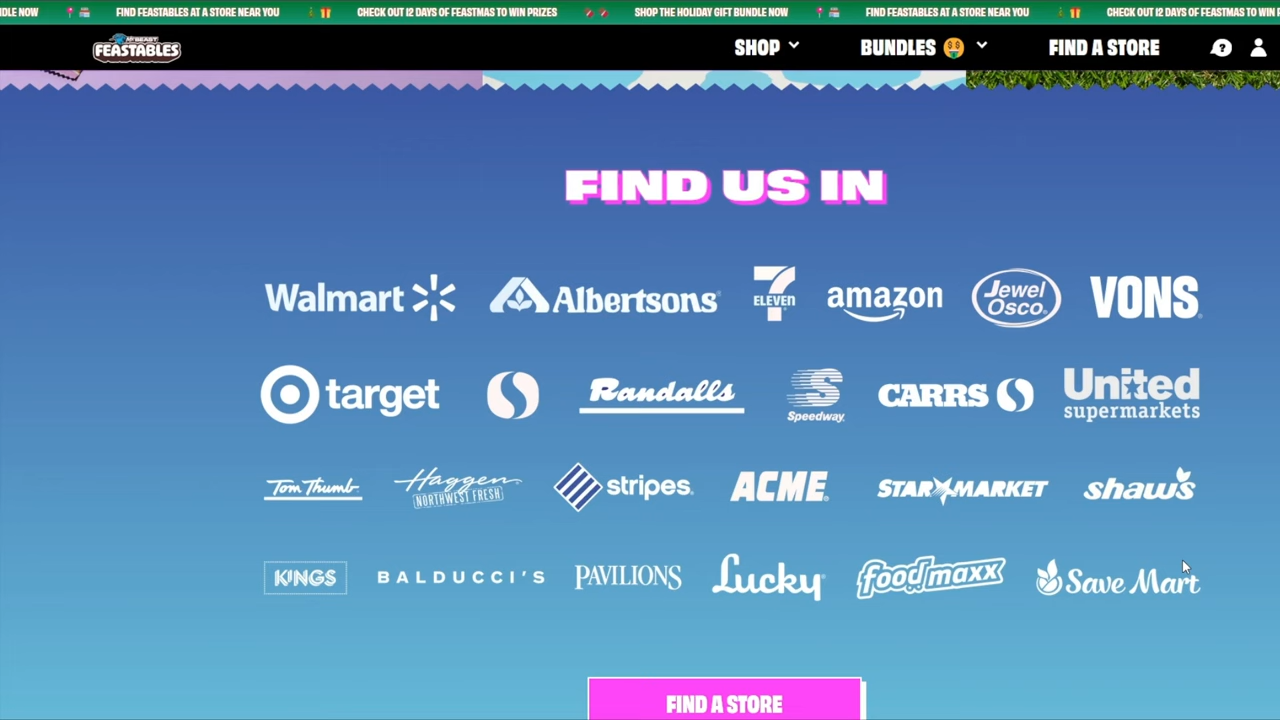 DLE NOW FIND FEASTABLES AT A STORE NEAR YOU CHECK OUT 12 DAYS OF FEASTMAS TO WIN PRIZES SHOP THE HOLIDAY GIFT BUNDLE NOW FIND FEASTABLES AT A STORE NEAR YOU CHECK OUT 12 DAYS OF FEASTMAS TO WIN P
MRBEAST
FEASTABLES
SHOP BUNDLES FIND A STORE
FIND US IN
Walmart Albertsons 7 ELEVEN amazon Jewel Osco VONS
target Randalls S Speedway CARRS United supermarkets
Tom Thumb Haggen NORTHWEST FRESH stripes ACME STAR MARKET shaw's
KINGS BALDUCCI'S PAVILIONS Lucky foodmaxx Save Mart
FIND A STORE